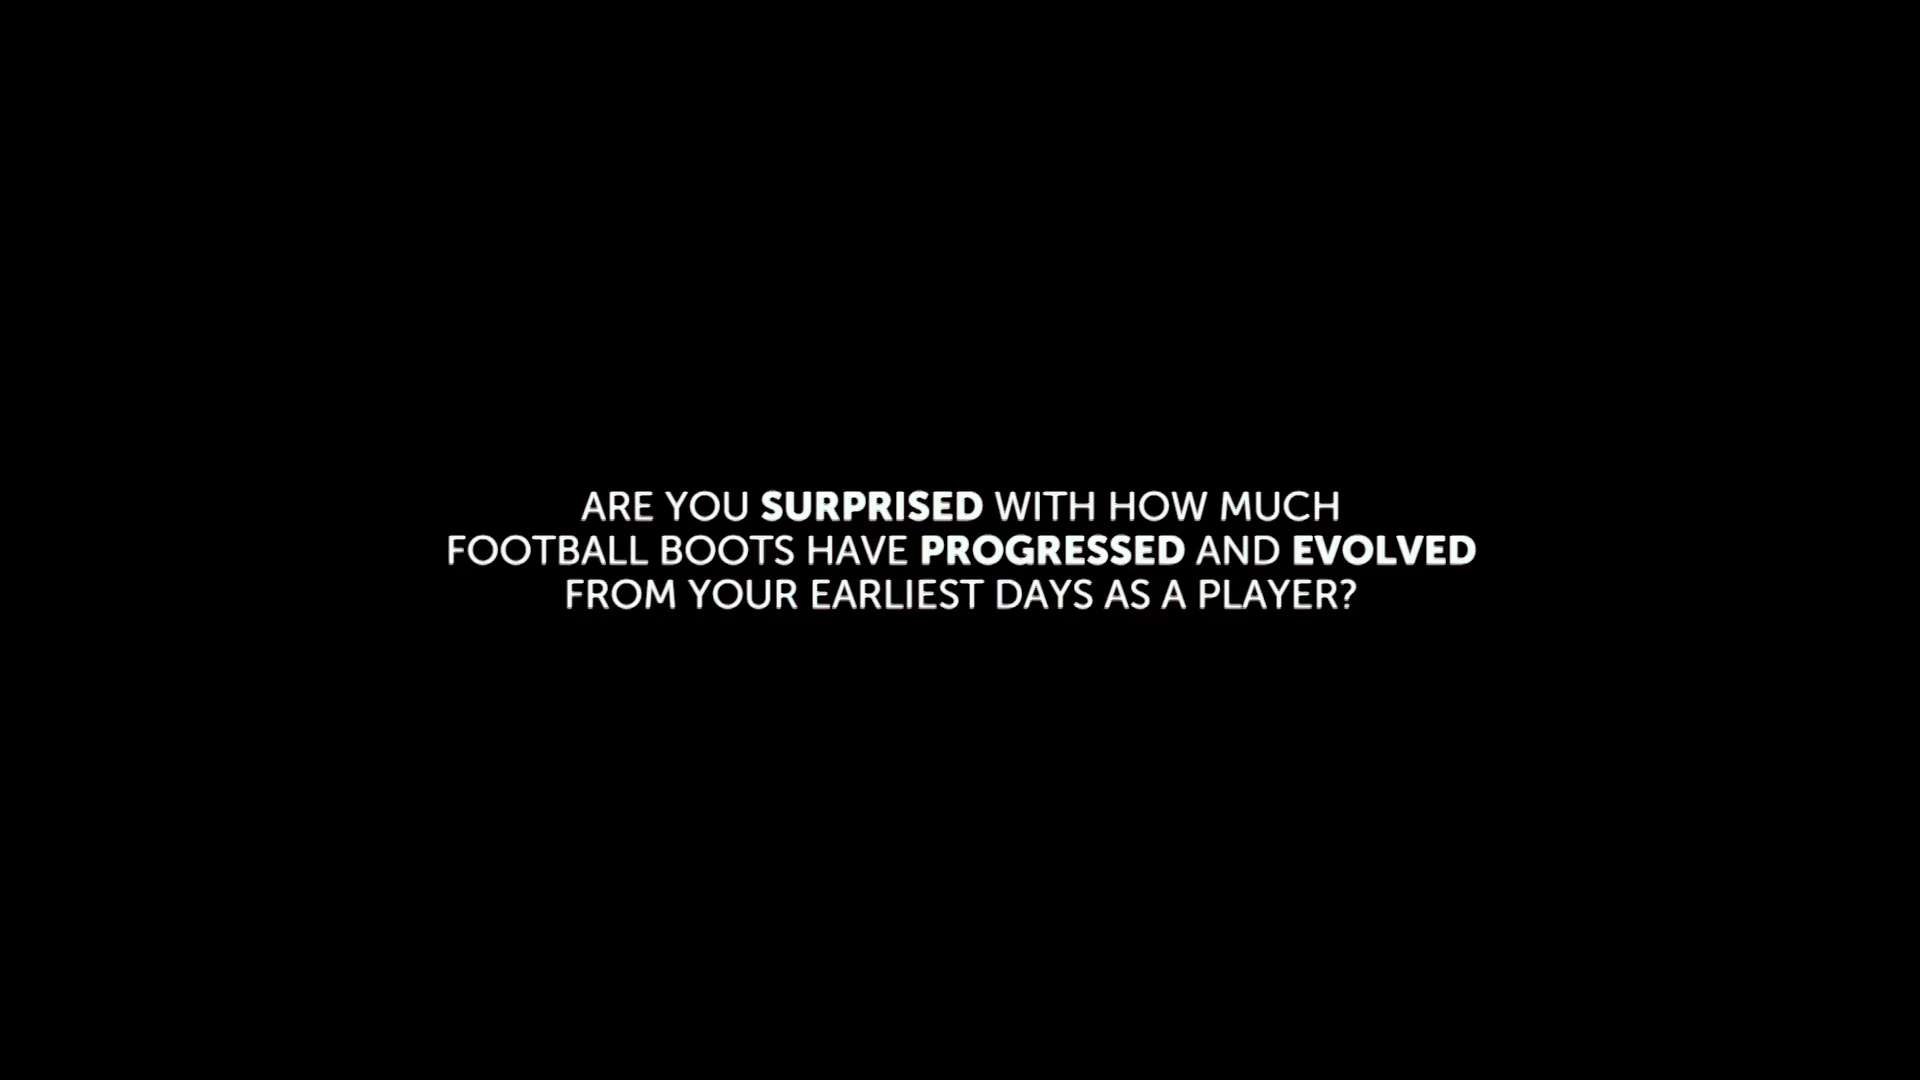 ARE YOU SURPRISED WITH HOW MUCH
FOOTBALL BOOTS HAVE PROGRESSED AND EVOLVED
FROM YOUR EARLIEST DAYS AS A PLAYER?